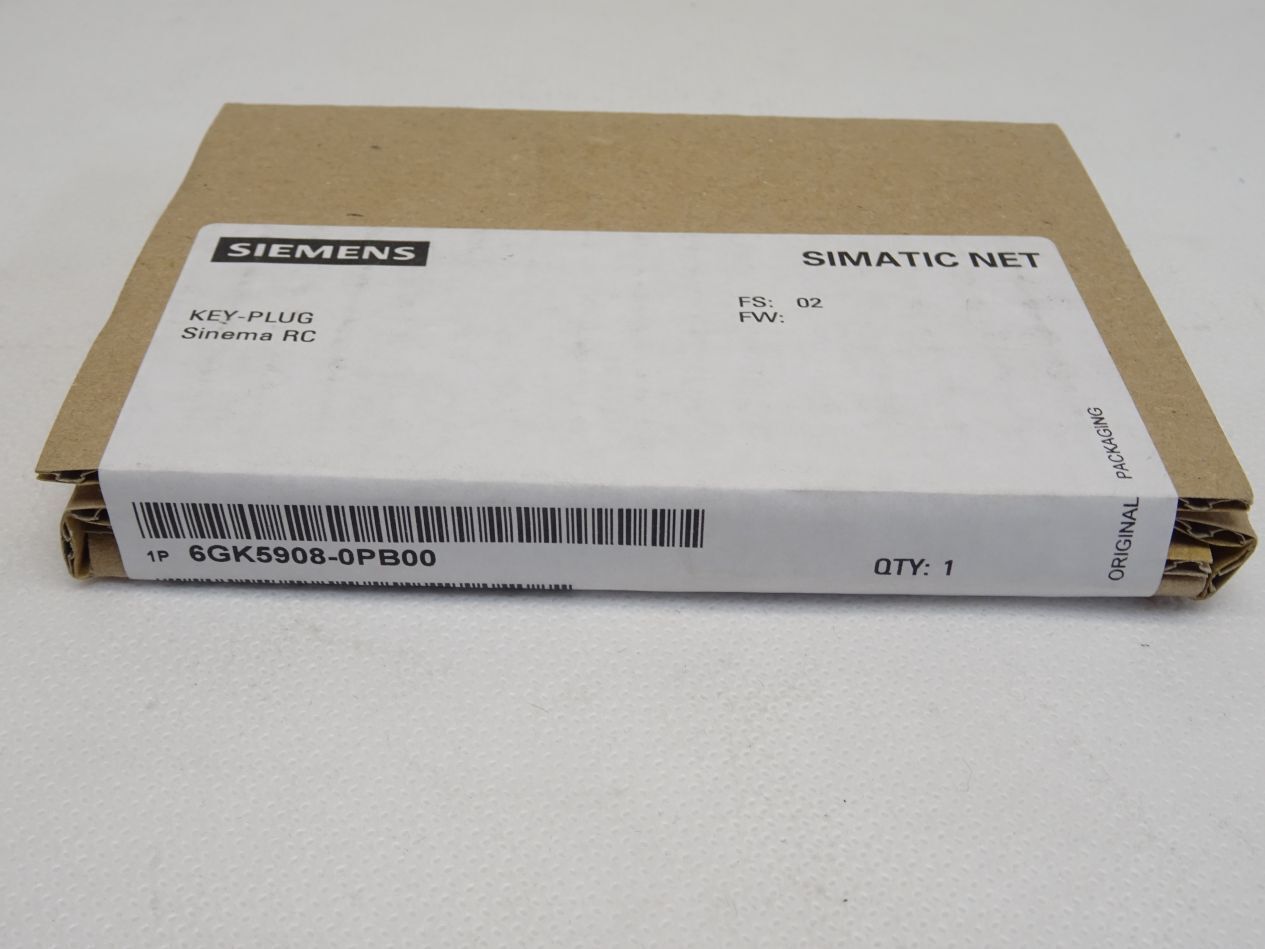 SIEMENS
SIMATIC NET
KEY-PLUG
Sinema RC
FS: 02
FW:
1P 6GK5908-0PB00
QTY: 1
ORIGINAL PACKAGING